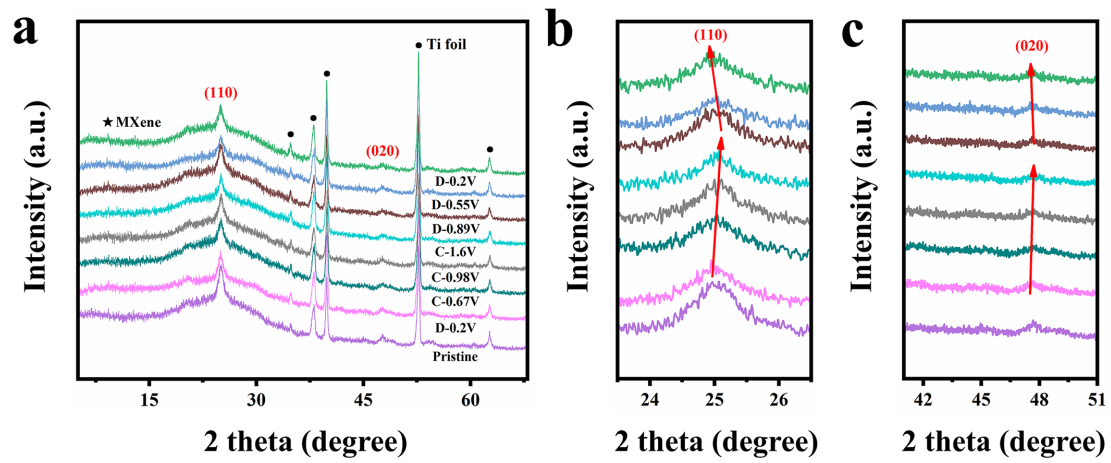 a
Intensity (a.u.)
★ MXene
(110)
(020)
● Ti foil
D-0.2V
D-0.55V
D-0.89V
C-1.6V
C-0.98V
C-0.67V
D-0.2V
Pristine
15 30 45 60
2 theta (degree)
b
Intensity (a.u.)
(110)
24 25 26
2 theta (degree)
c
Intensity (a.u.)
(020)
42 45 48 51
2 theta (degree)